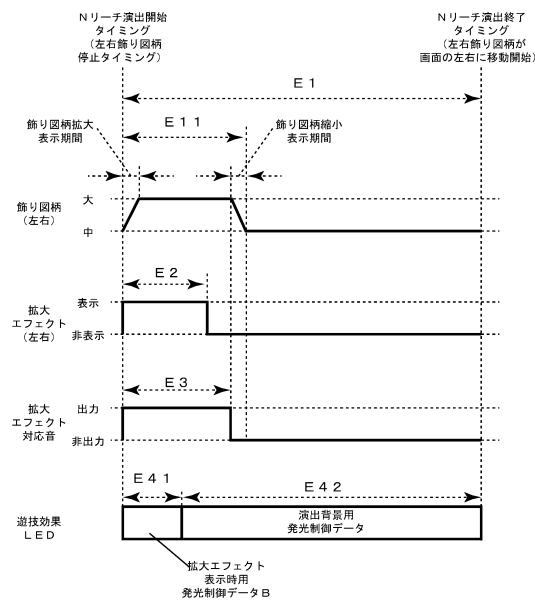 Ｎリーチ演出開始
タイミング
（左右飾り図柄
停止タイミング）
Ｎリーチ演出終了
タイミング
（左右飾り図柄が
画面の左右に移動開始）
Ｅ１
Ｅ１１
飾り図柄拡大
表示期間
飾り図柄縮小
表示期間
飾り図柄
（左右）
大
中
Ｅ２
拡大
エフェクト
（左右）
表示
非表示
Ｅ３
拡大
エフェクト
対応音
出力
非出力
Ｅ４１
Ｅ４２
遊技効果
ＬＥＤ
演出背景用
発光制御データ
拡大エフェクト
表示時用
発光制御データＢ